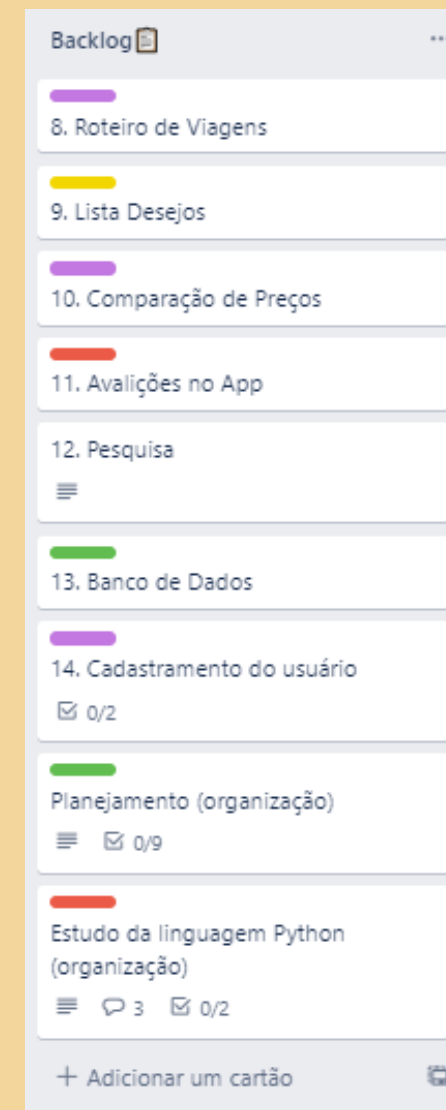 Backlog📋
8. Roteiro de Viagens
9. Lista Desejos
10. Comparação de Preços
11. Avalições no App
12. Pesquisa
13. Banco de Dados
14. Cadastramento do usuário
0/2
Planejamento (organização)
0/9
Estudo da linguagem Python
(organização)
3 0/2
+ Adicionar um cartão